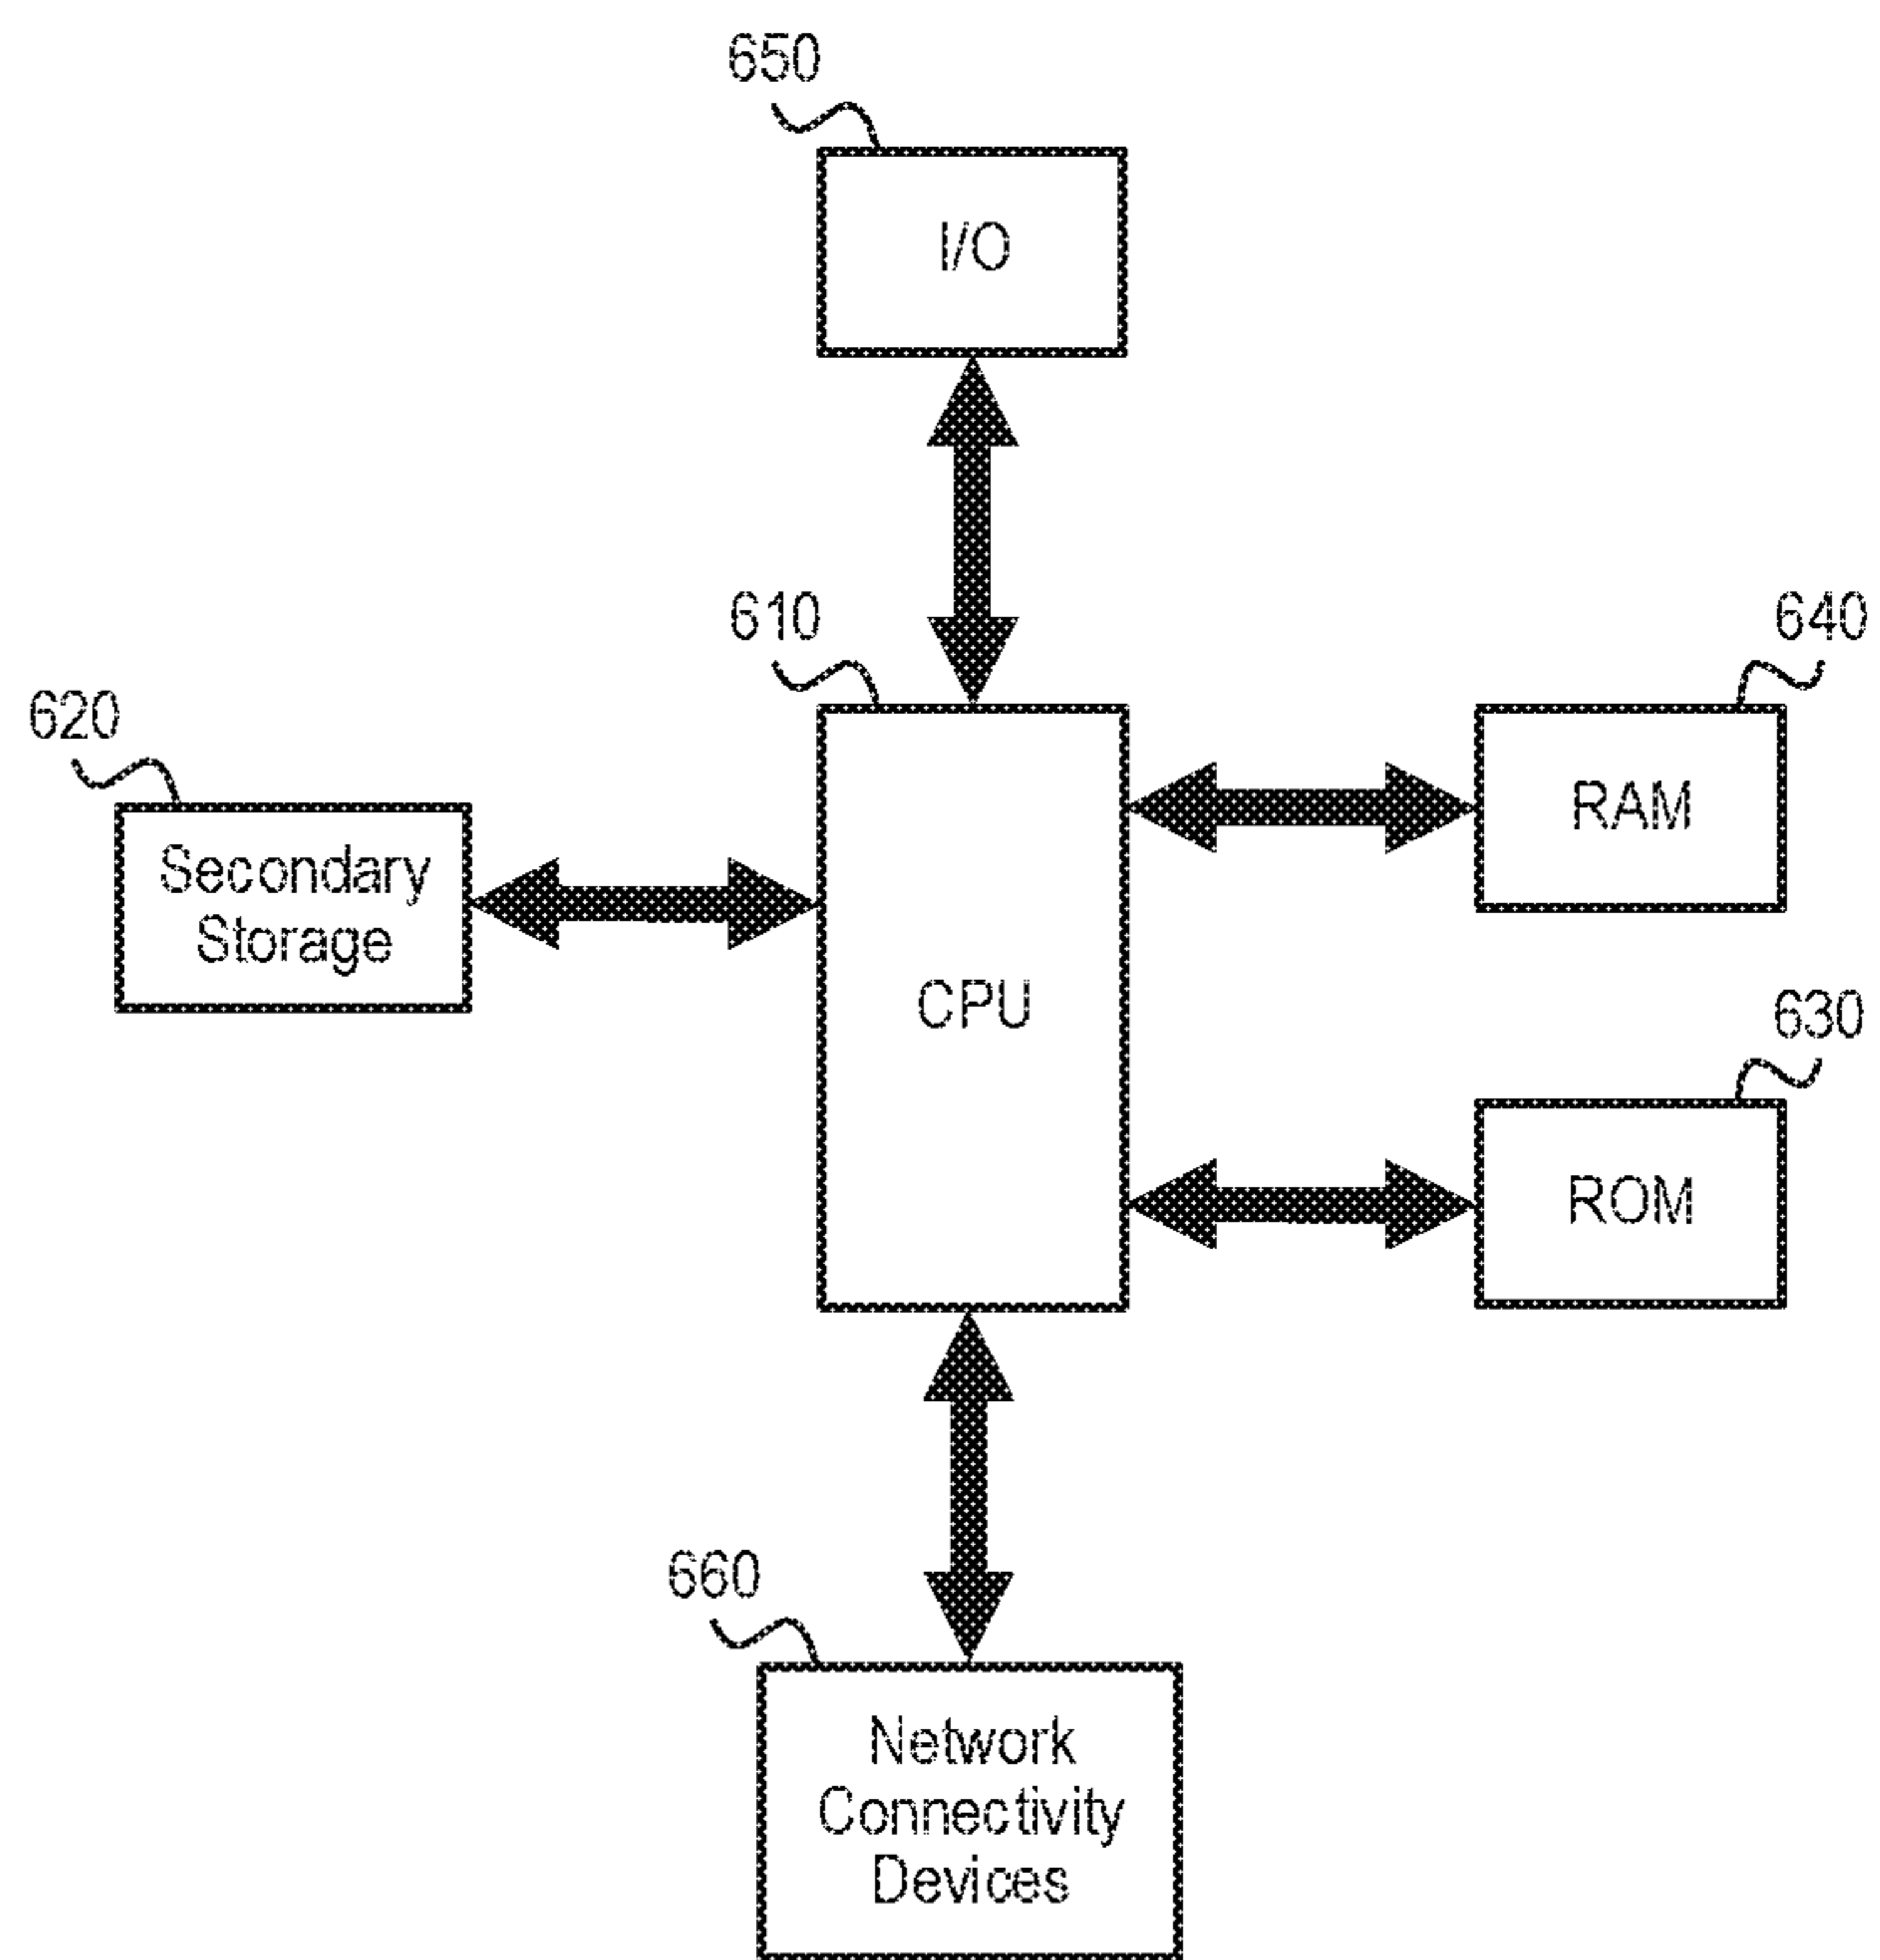 650
I/O
610
640
620
RAM
Secondary
Storage
CPU
630
ROM
660
Network
Connectivity
Devices